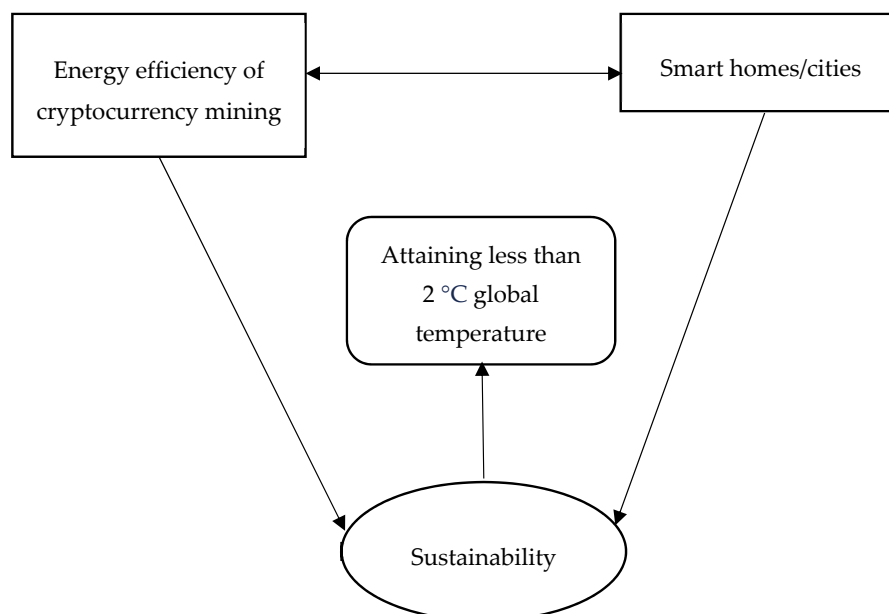 Energy efficiency of
cryptocurrency mining
Smart homes/cities
Attaining less than
2 °C global
temperature
Sustainability